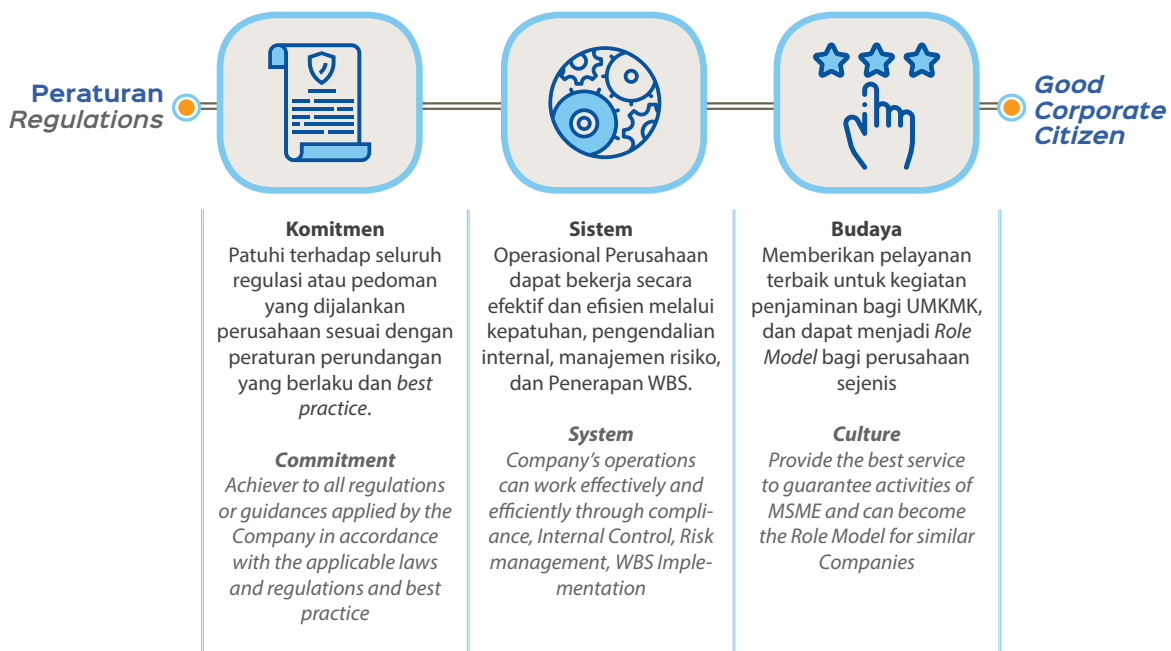 Peraturan
Regulations
Good
Corporate
Citizen
Komitmen
Patuhi terhadap seluruh
regulasi atau pedoman
yang dijalankan
perusahaan sesuai dengan
peraturan perundangan
yang berlaku dan best
practice.
Commitment
Achiever to all regulations
or guidances applied by the
Company in accordance
with the applicable laws
and regulations and best
practice
Sistem
Operasional Perusahaan
dapat bekerja secara
efektif dan efisien melalui
kepatuhan, pengendalian
internal, manajemen risiko,
dan Penerapan WBS.
System
Company's operations
can work effectively and
efficiently through compli-
ance, Internal Control, Risk
management, WBS Imple-
mentation
Budaya
Memberikan pelayanan
terbaik untuk kegiatan
penjaminan bagi UMKMK,
dan dapat menjadi Role
Model bagi perusahaan
sejenis
Culture
Provide the best service
to guarantee activities of
MSME and can become
the Role Model for similar
Companies